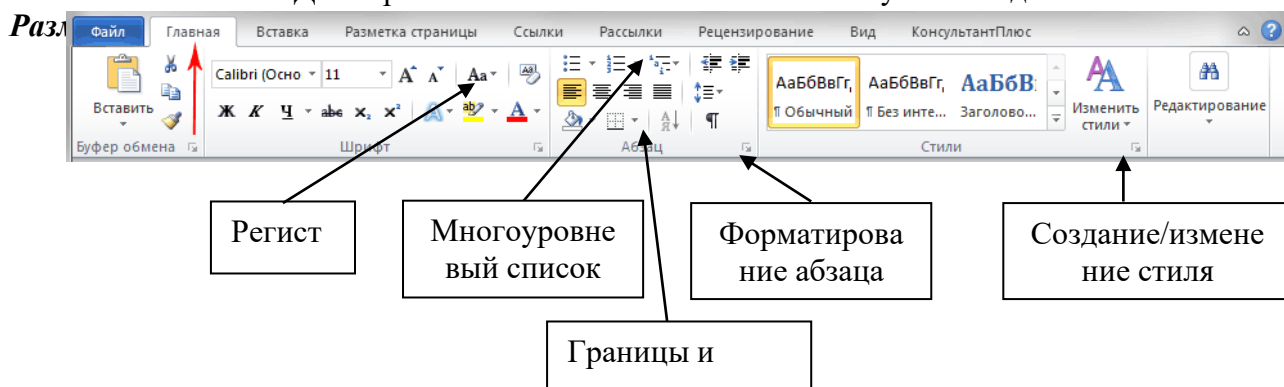 Файл Главная Вставка Разметка страницы Ссылки Рассылки Рецензирование Вид КонсультантПлюс
Calibri (Осно 11 Aa
АаБбВвГг, АаБбВвГг, АаБбВ
Вставить Ж К Ч abc x₂ x² A ab A
¶ Обычный ¶ Без инте... Заголово... Изменить стили Редактирование
Буфер обмена Шрифт Абзац Стили
Регист
Многоуровне
вый список
Форматирова
ние абзаца
Создание/измене
ние стиля
Границы и